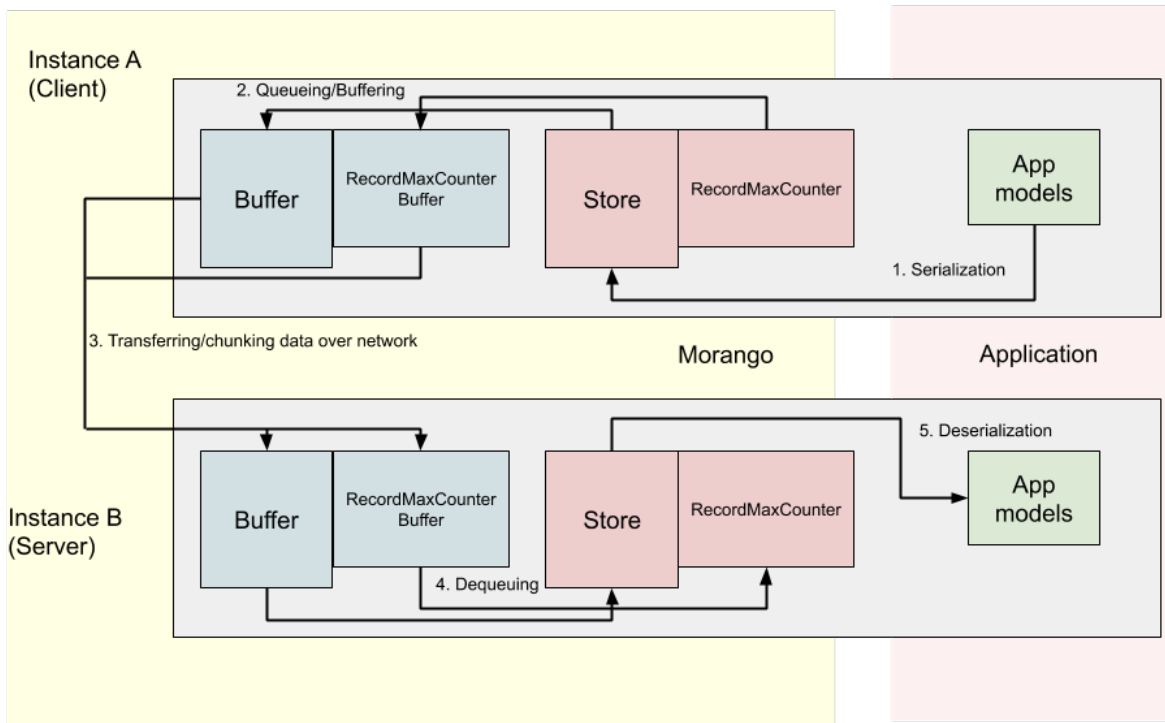 Instance A
(Client)
2. Queueing/Buffering
Buffer
RecordMaxCounter
Buffer
Store
RecordMaxCounter
App
models
1. Serialization
3. Transferring/chunking data over network
Morango
Application
5. Deserialization
Instance B
(Server)
Buffer
RecordMaxCounter
Buffer
Store
RecordMaxCounter
App
models
4. Dequeuing